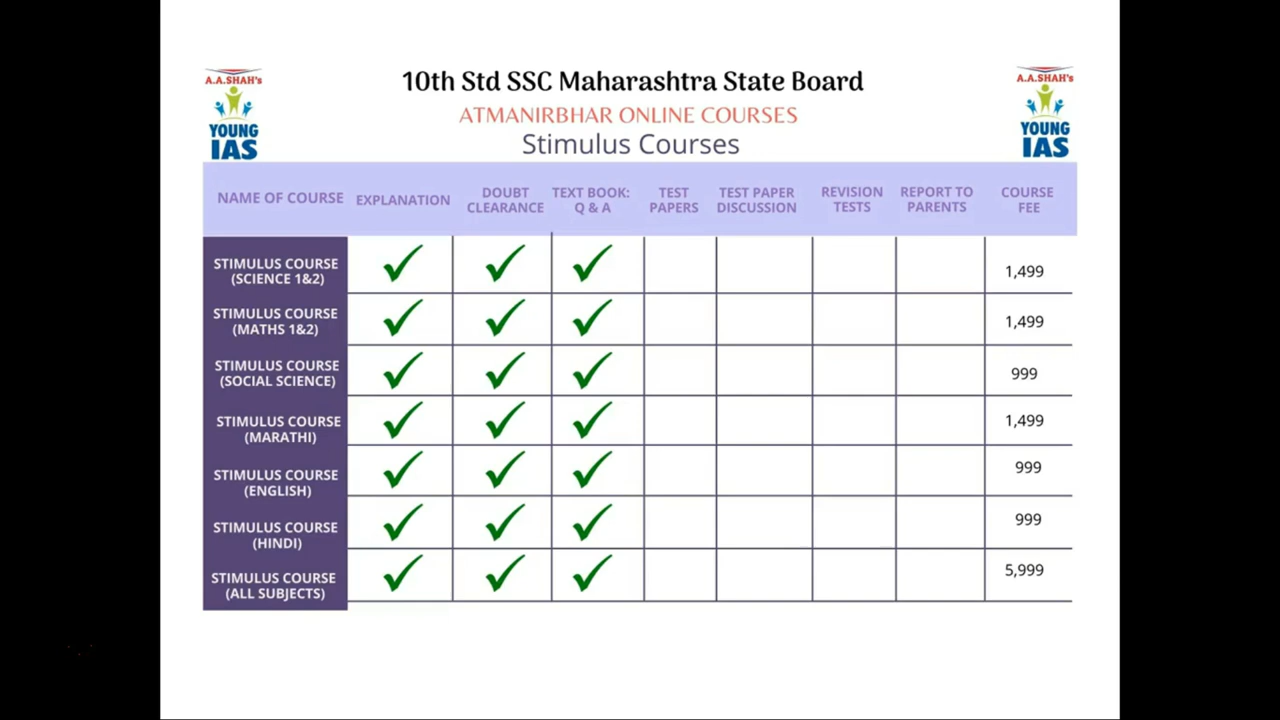 A.A.SHAH's
YOUNG
IAS
10th Std SSC Maharashtra State Board
ATMANIRBHAR ONLINE COURSES
Stimulus Courses
A.A.SHAH's
YOUNG
IAS
NAME OF COURSE EXPLANATION DOUBT CLEARANCE TEXT BOOK: Q & A TEST PAPERS TEST PAPER DISCUSSION REVISION TESTS REPORT TO PARENTS COURSE FEE
STIMULUS COURSE
(SCIENCE 1&2) 1,499
STIMULUS COURSE
(MATHS 1&2) 1,499
STIMULUS COURSE
(SOCIAL SCIENCE) 999
STIMULUS COURSE
(MARATHI) 1,499
STIMULUS COURSE
(ENGLISH) 999
STIMULUS COURSE
(HINDI) 999
STIMULUS COURSE
(ALL SUBJECTS) 5,999